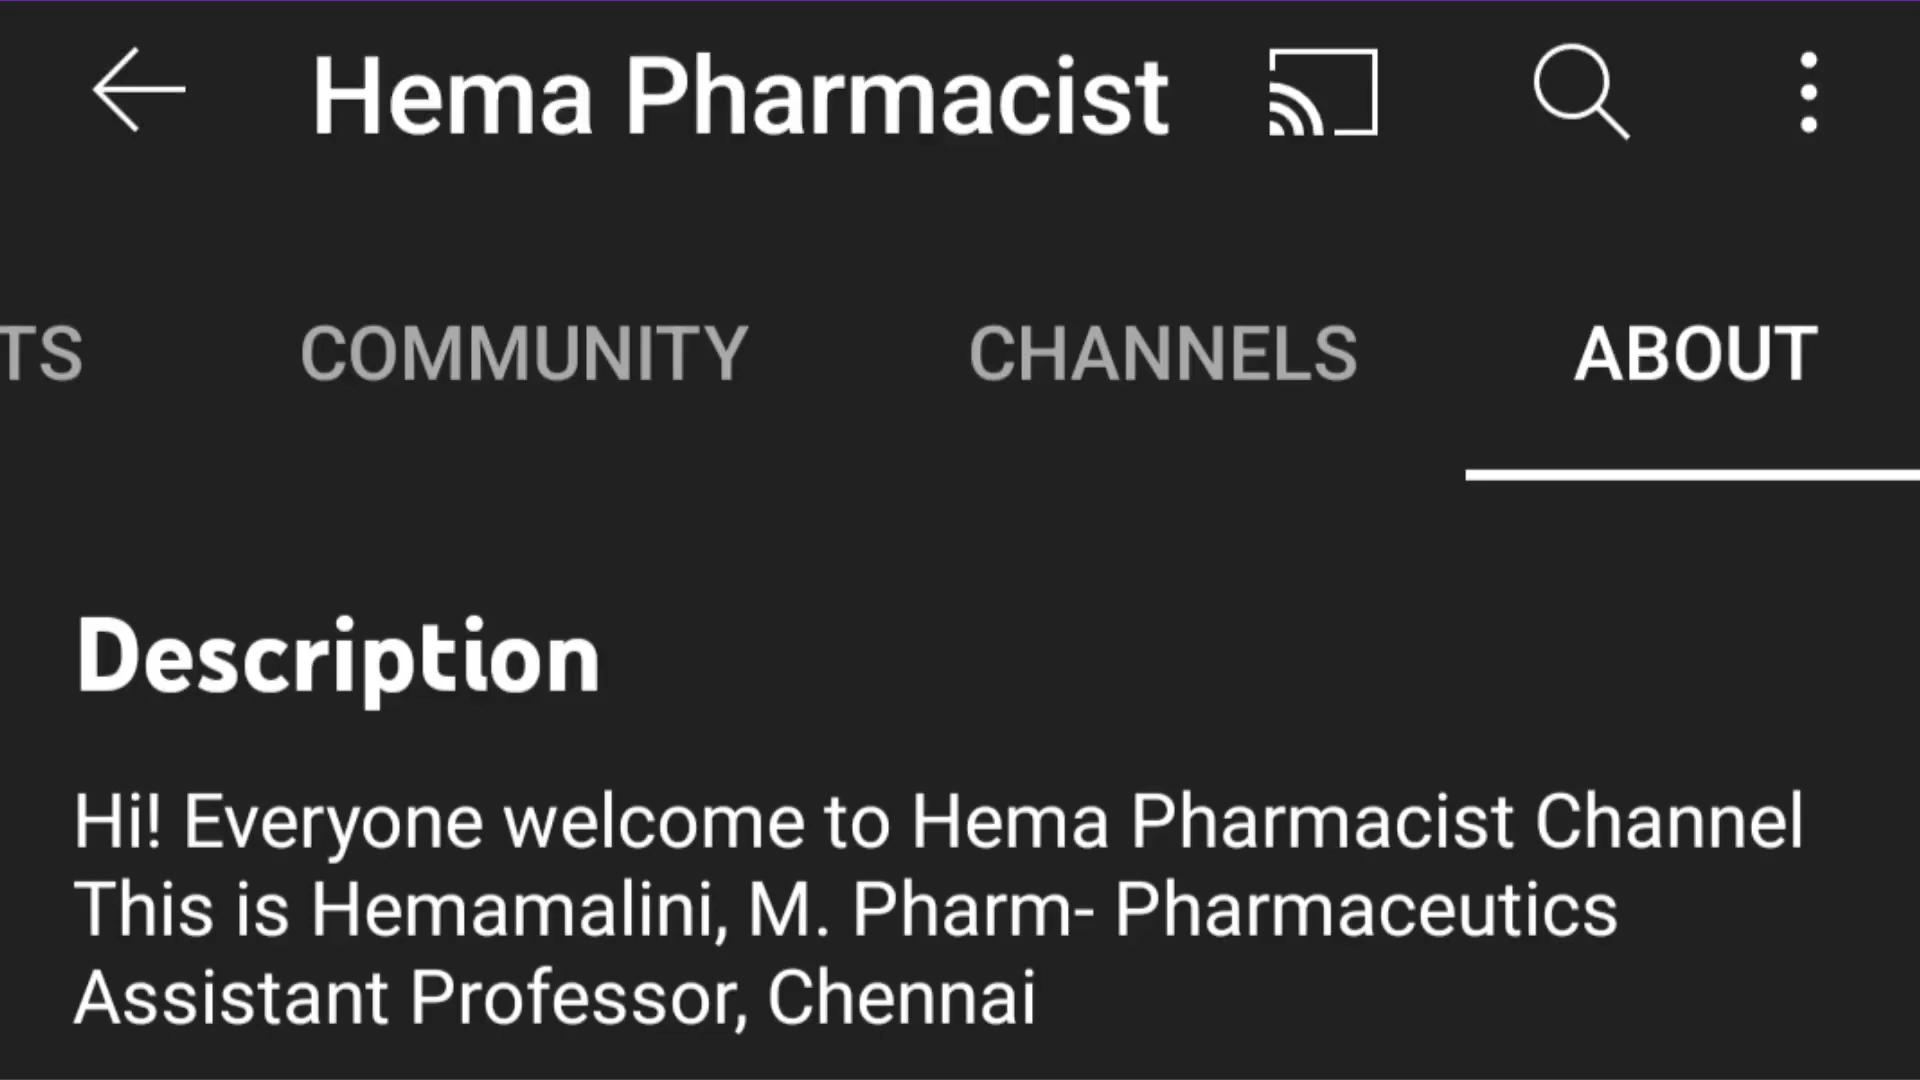 Hema Pharmacist
TS COMMUNITY CHANNELS ABOUT
Description
Hi! Everyone welcome to Hema Pharmacist Channel
This is Hemamalini, M. Pharm- Pharmaceutics
Assistant Professor, Chennai